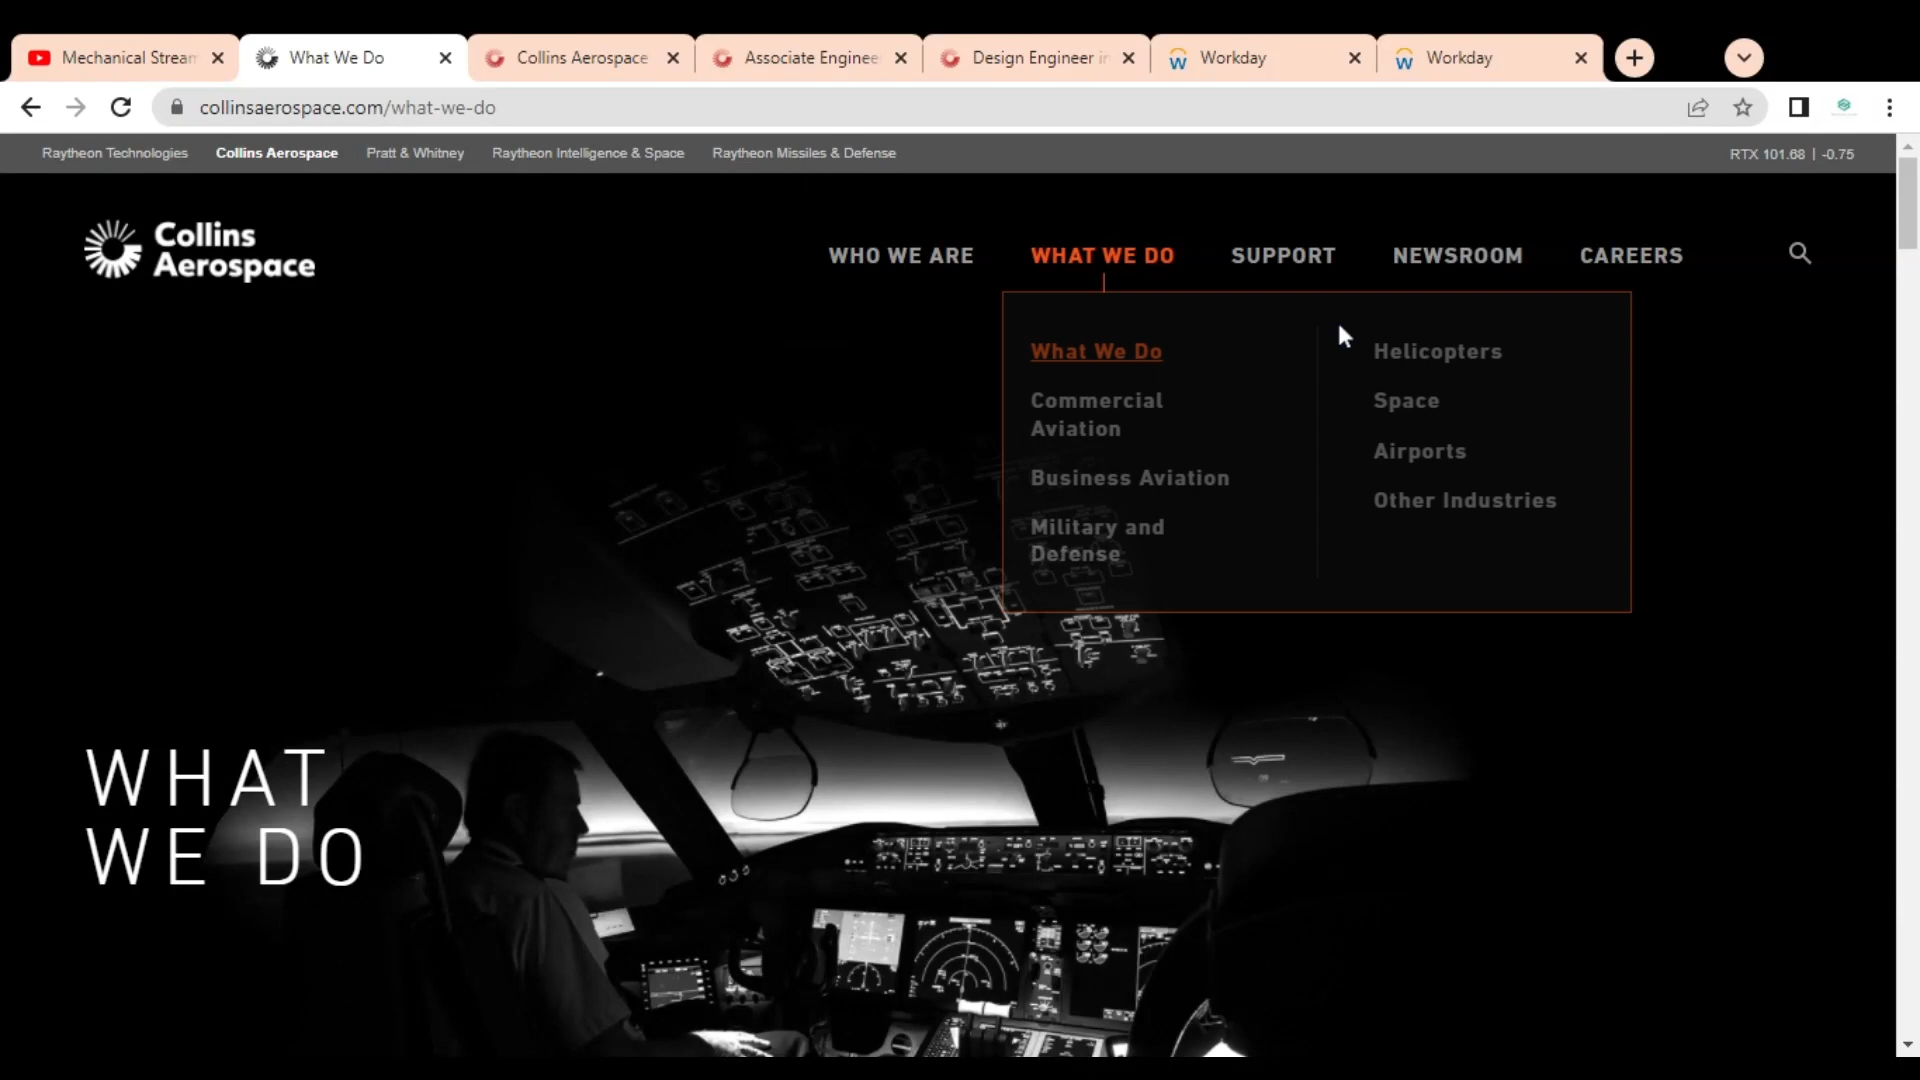 Mechanical Stream
What We Do
Collins Aerospace
Associate Enginee
Design Engineer in
Workday
Workday
collinsaerospace.com/what-we-do
Raytheon Technologies
Collins Aerospace
Pratt & Whitney
Raytheon Intelligence & Space
Raytheon Missiles & Defense
RTX 101.68 | -0.75
Collins
Aerospace
WHO WE ARE
WHAT WE DO
SUPPORT
NEWSROOM
CAREERS
What We Do
Commercial
Aviation
Business Aviation
Military and
Defense
Helicopters
Space
Airports
Other Industries
WHAT
WE DO